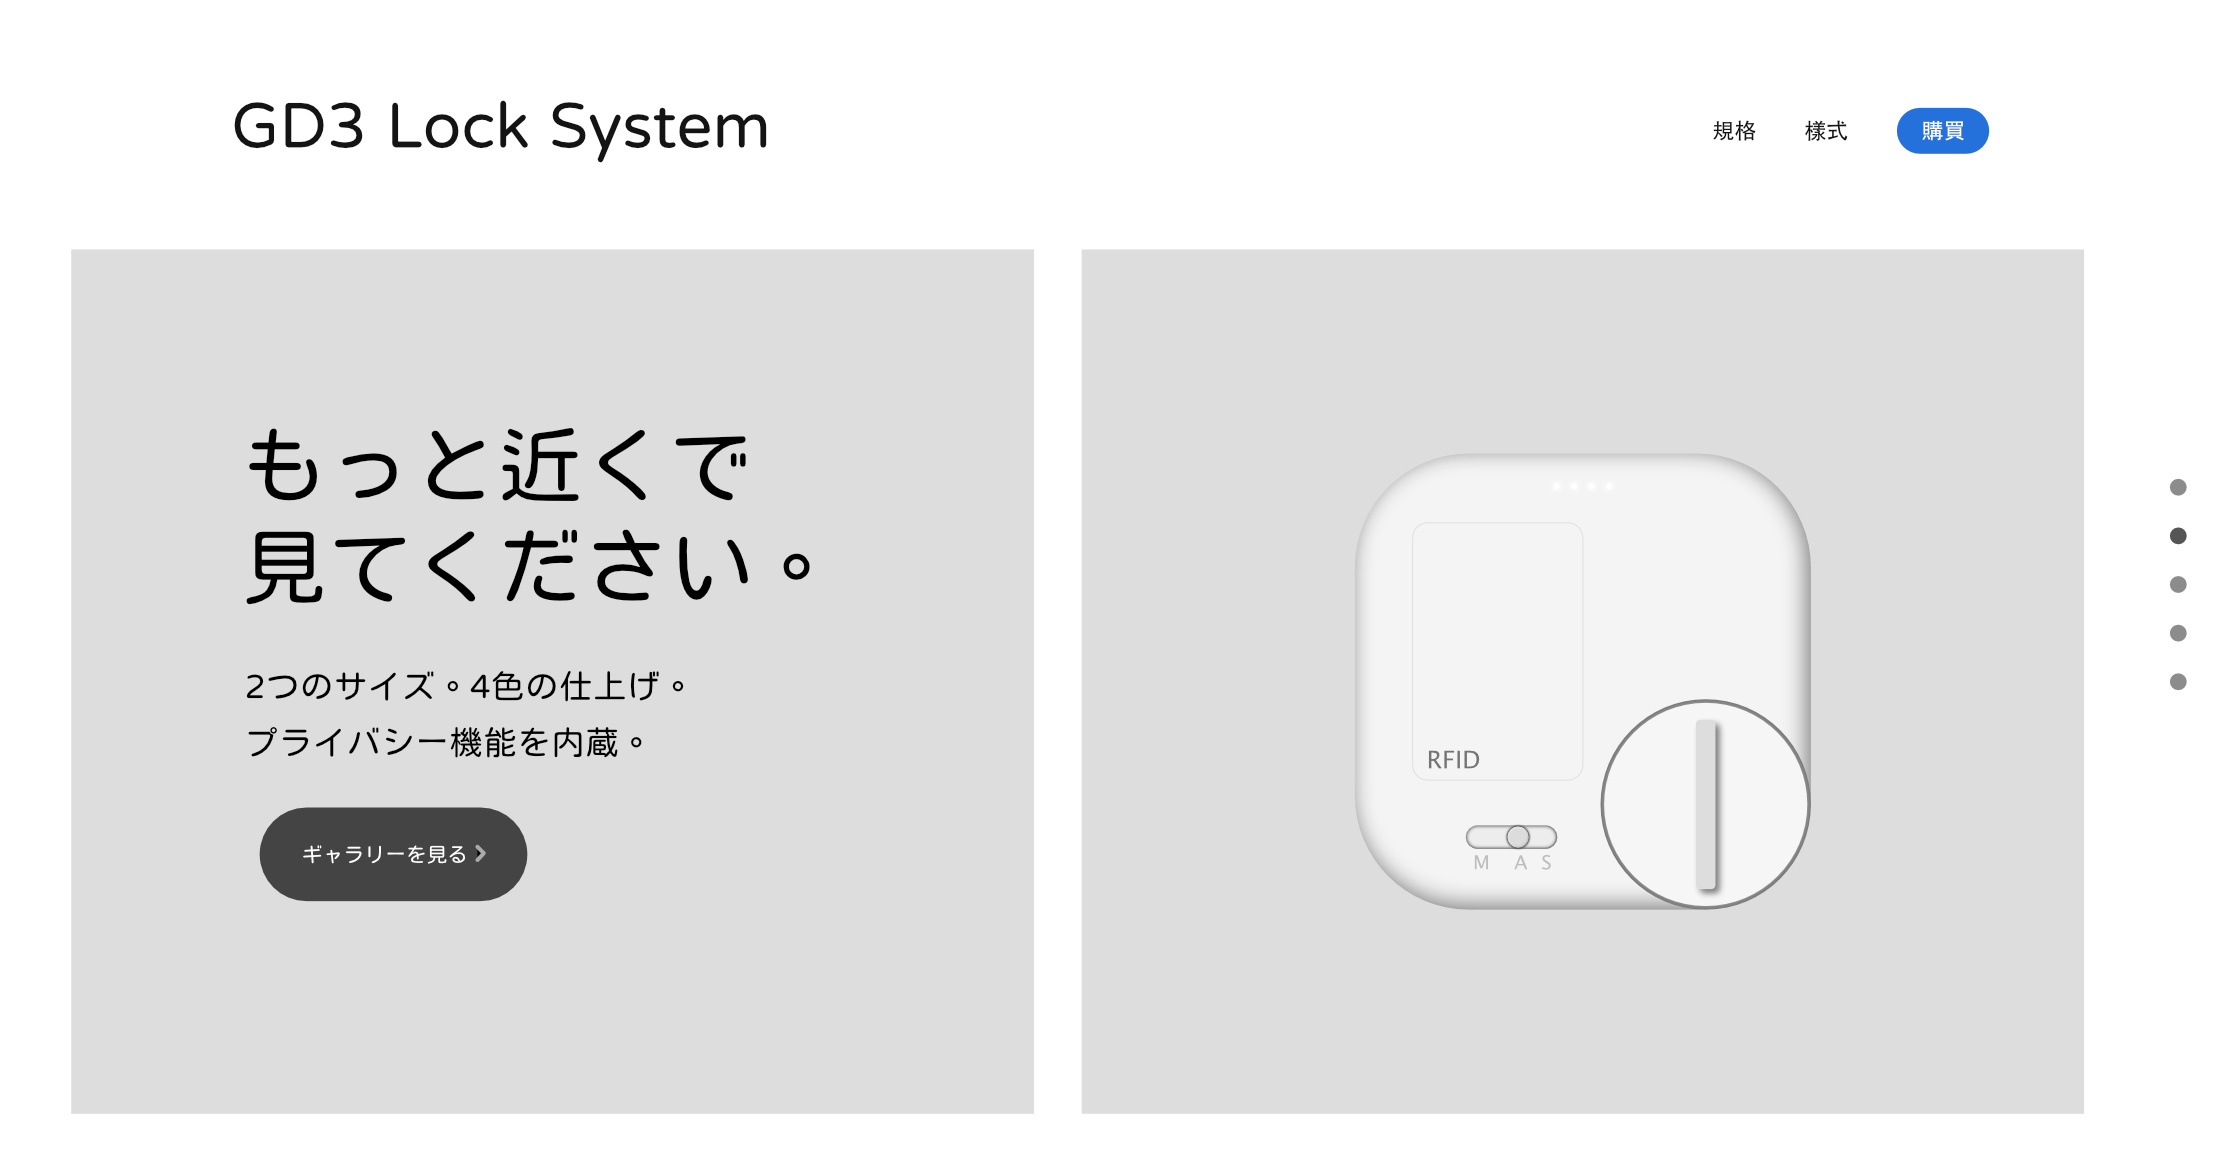 GD3 Lock System
規格
樣式
購買
もっと近くで
見てください。
2つのサイズ。4色の仕上げ。
プライバシー機能を内蔵。
ギャラリーを見る
RFID
M A S